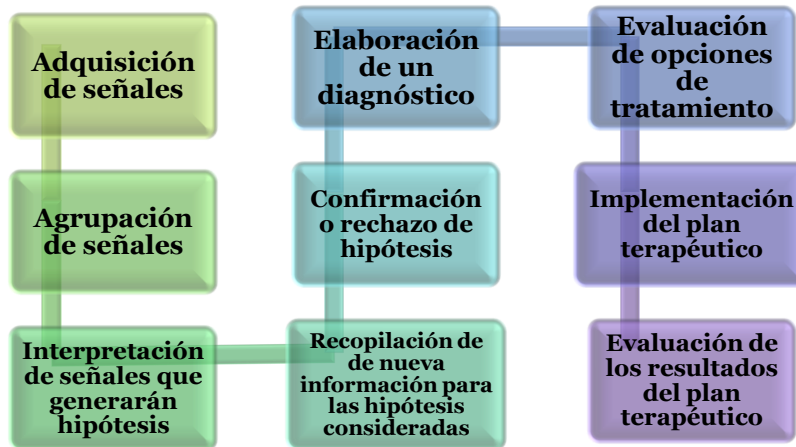 Adquisición
de señales
Agrupación
de señales
Interpretación
de señales que
generarán
hipótesis
Recopilación de
de nueva
información para
las hipótesis
consideradas
Confirmación
o rechazo de
hipótesis
Elaboración
de un
diagnóstico
Evaluación
de opciones
de
tratamiento
Implementación
del plan
terapéutico
Evaluación de
los resultados
del plan
terapéutico